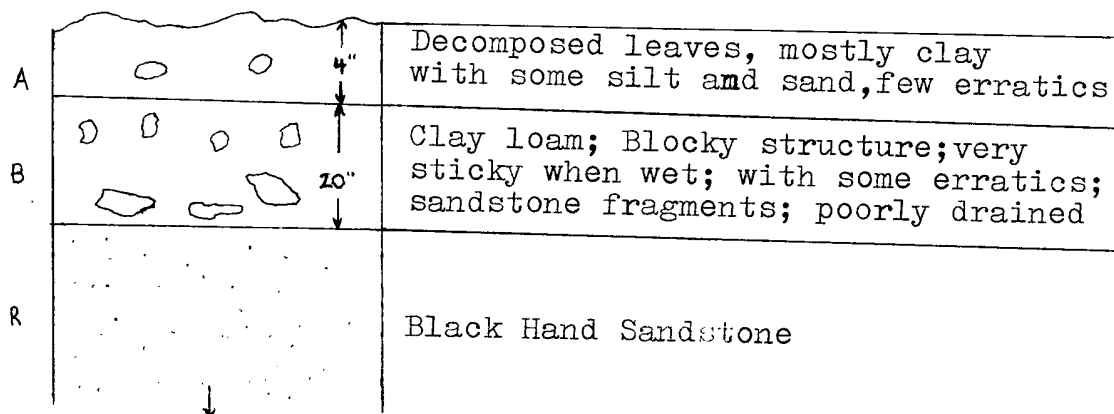 A
4"
Decomposed leaves, mostly clay
with some silt and sand,few erratics
B
20"
Clay loam; Blocky structure;very
sticky when wet; with some erratics;
sandstone fragments; poorly drained
R
Black Hand Sandstone